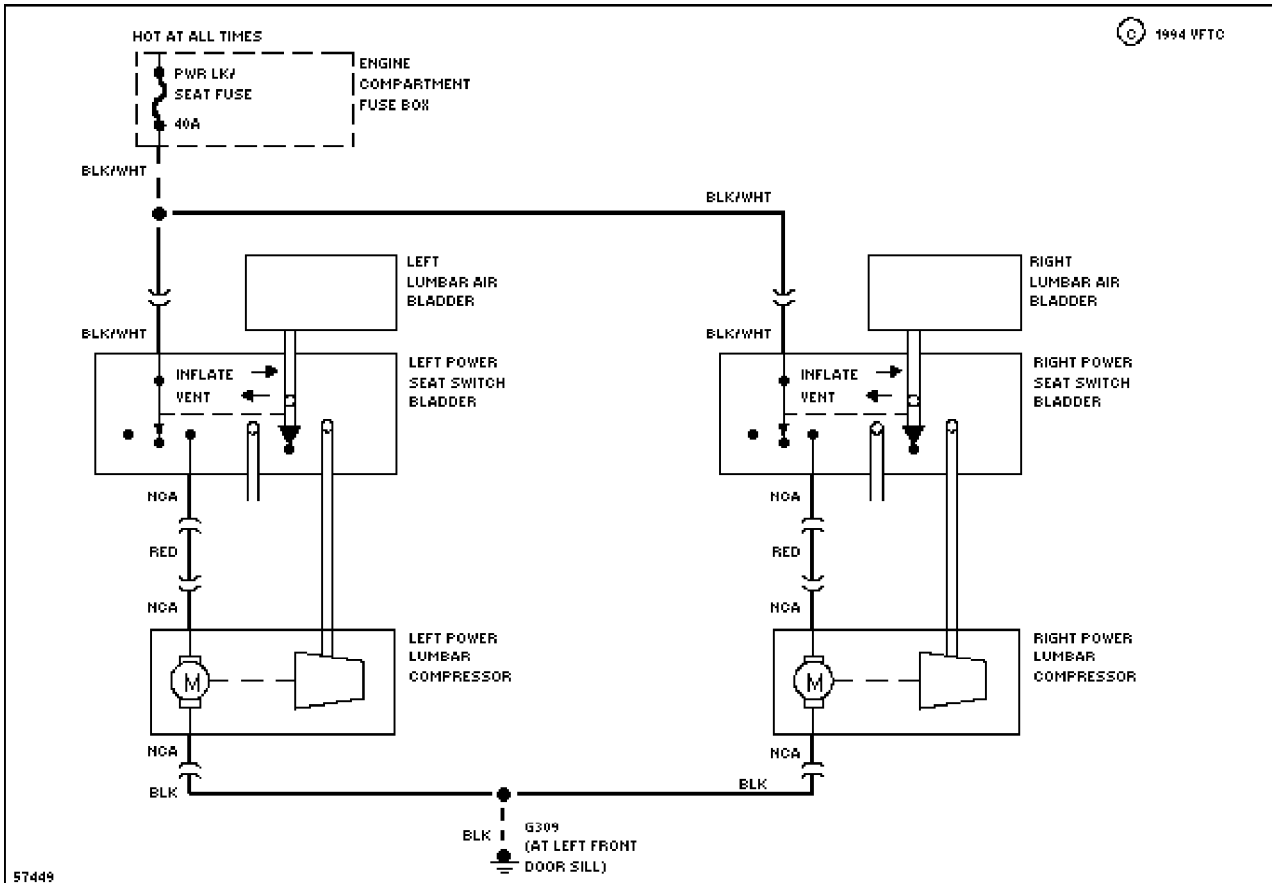 HOT AT ALL TIMES
© 1994 VFTC
PWR LK/
SEAT FUSE
40A
ENGINE
COMPARTMENT
FUSE BOX
BLK/WHT
BLK/WHT
LEFT
LUMBAR AIR
BLADDER
RIGHT
LUMBAR AIR
BLADDER
BLK/WHT
BLK/WHT
INFLATE
VENT
LEFT POWER
SEAT SWITCH
BLADDER
INFLATE
VENT
RIGHT POWER
SEAT SWITCH
BLADDER
NCA
RED
NCA
NCA
RED
NCA
M
LEFT POWER
LUMBAR
COMPRESSOR
M
RIGHT POWER
LUMBAR
COMPRESSOR
NCA
BLK
NCA
BLK
BLK
G309
(AT LEFT FRONT
DOOR SILL)
57449